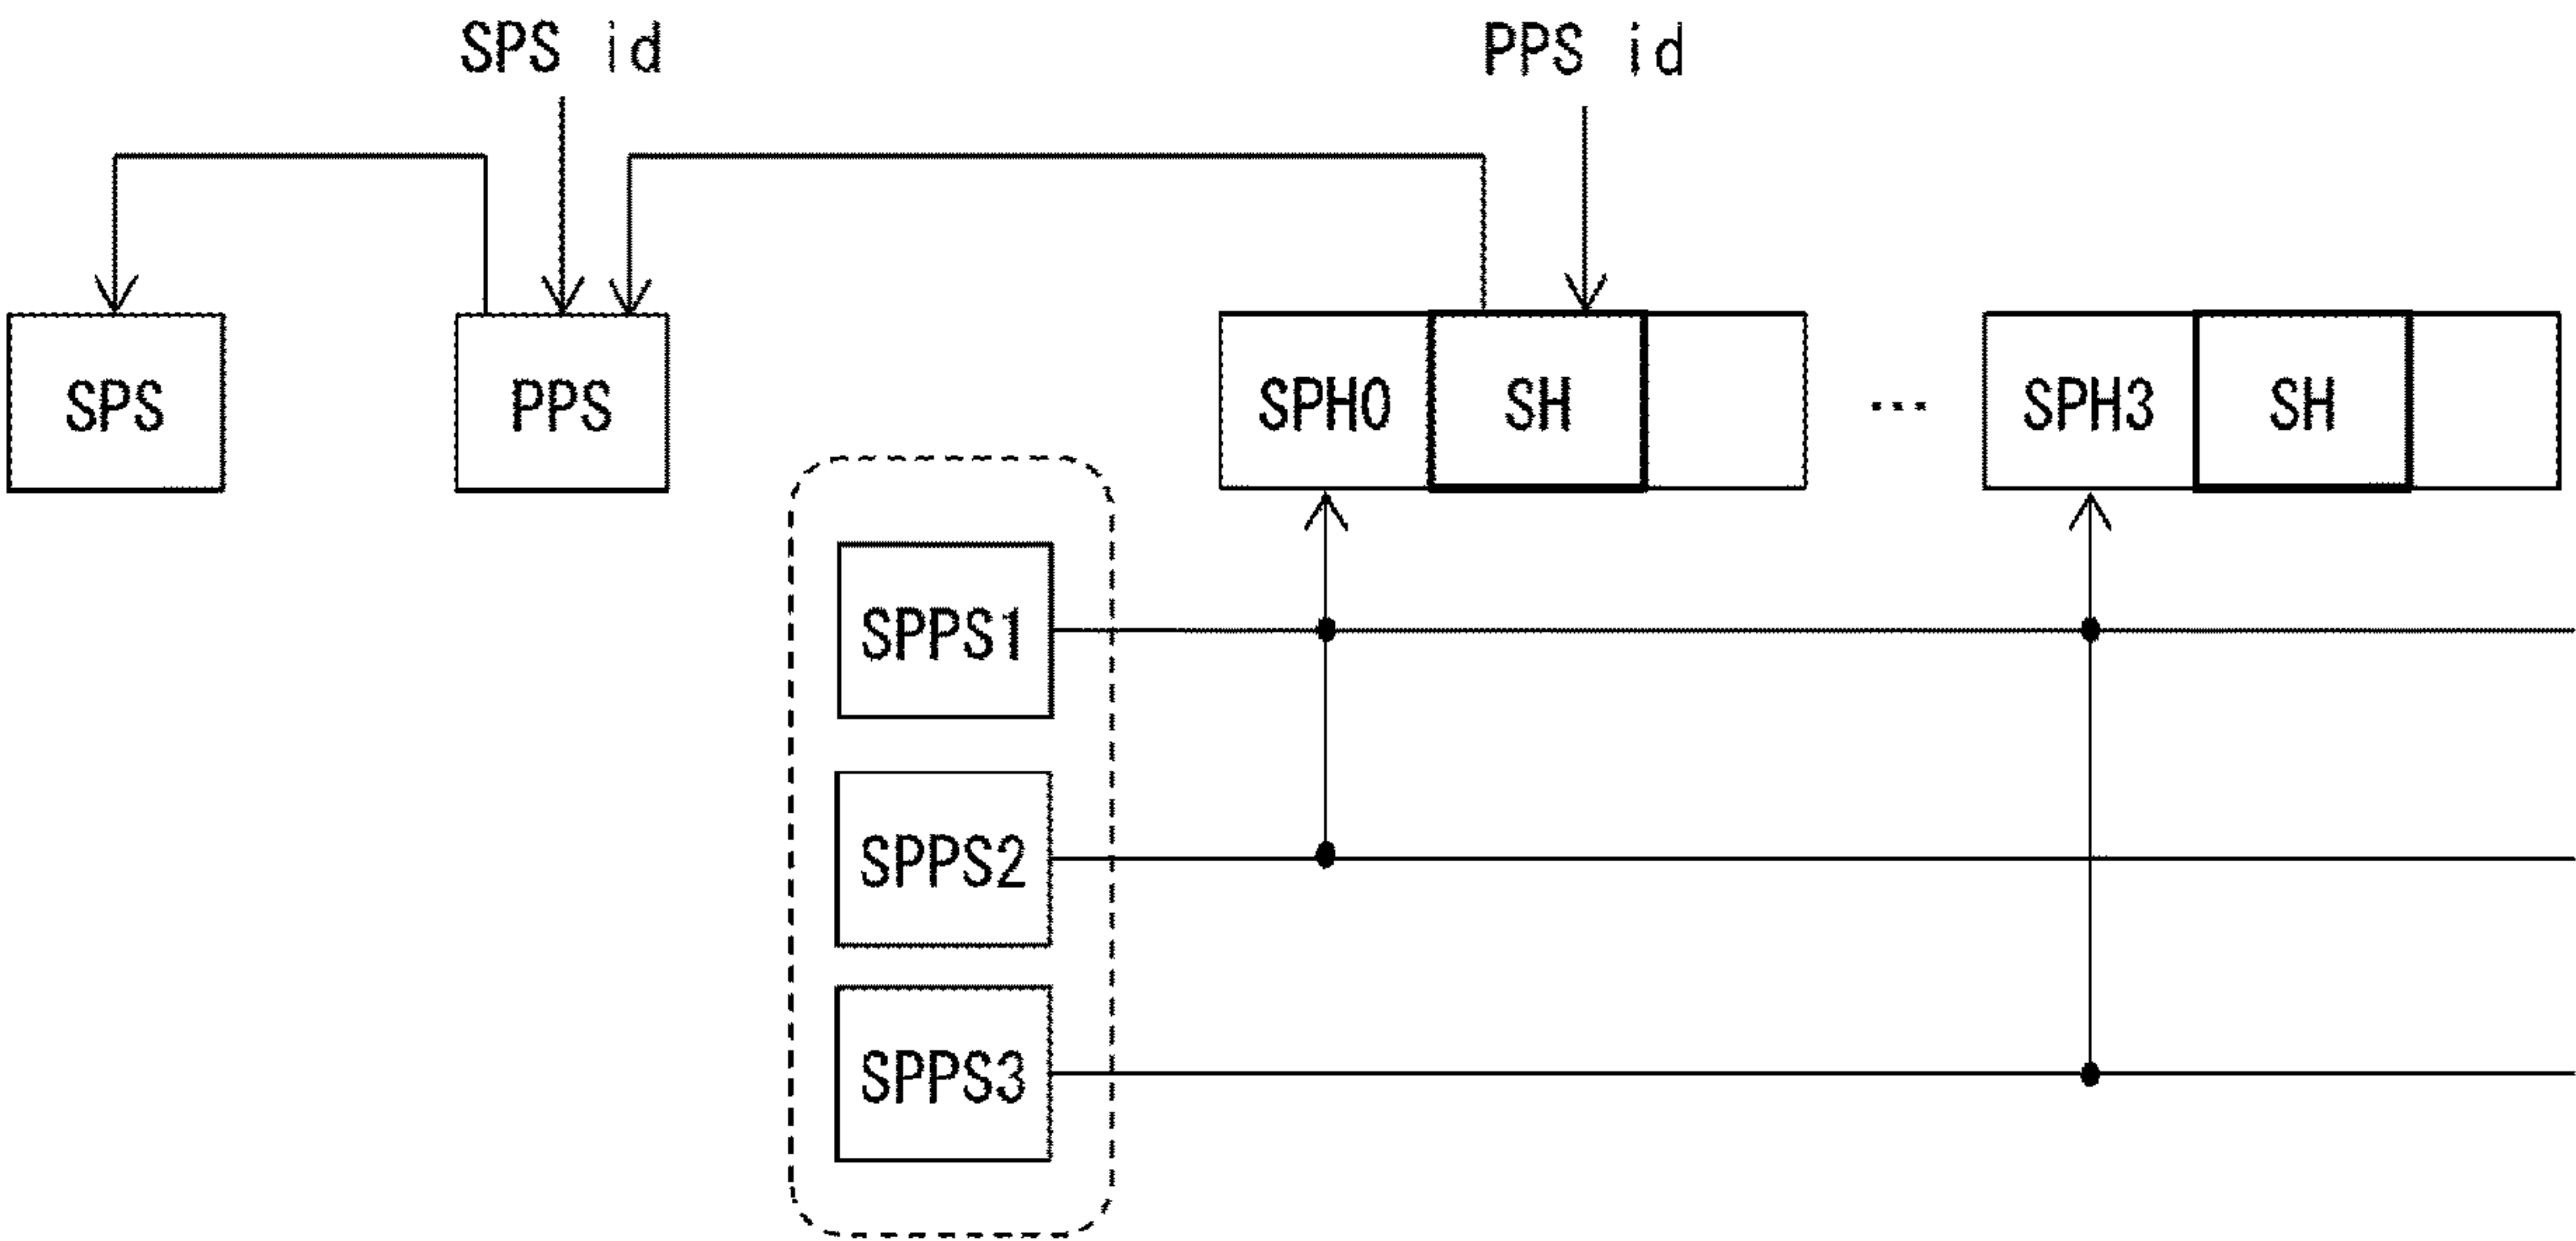 SPS id PPS id
SPS PPS SPH0 SH ... SPH3 SH
SPPS1
SPPS2
SPPS3